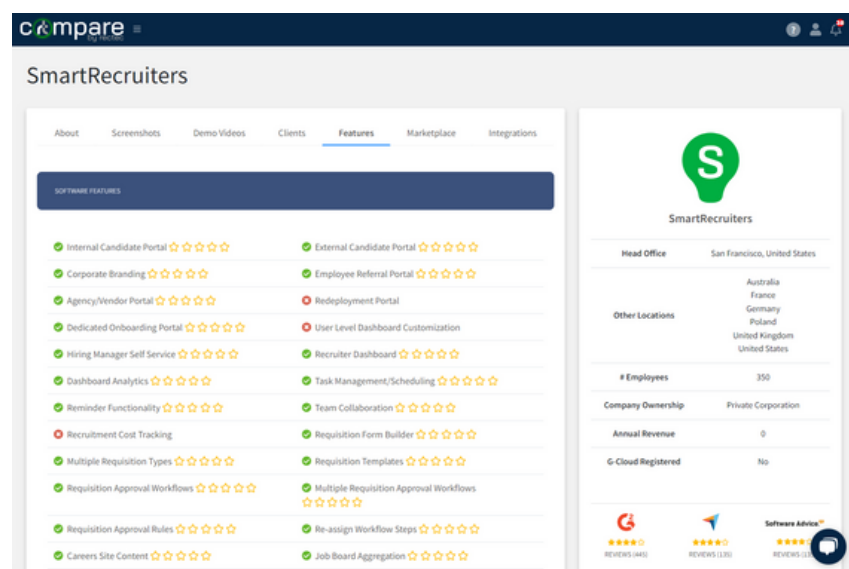 compare
by rectec
SmartRecruiters
About Screenshots Demo Videos Clients Features Marketplace Integrations
SOFTWARE FEATURES
Internal Candidate Portal
External Candidate Portal
Corporate Branding
Employee Referral Portal
Agency/Vendor Portal
Redeployment Portal
Dedicated Onboarding Portal
User Level Dashboard Customization
Hiring Manager Self Service
Recruiter Dashboard
Dashboard Analytics
Task Management/Scheduling
Reminder Functionality
Team Collaboration
Recruitment Cost Tracking
Requisition Form Builder
Multiple Requisition Types
Requisition Templates
Requisition Approval Workflows
Multiple Requisition Approval Workflows
Requisition Approval Rules
Re-assign Workflow Steps
Careers Site Content
Job Board Aggregation
S
SmartRecruiters
Head Office San Francisco, United States
Other Locations
Australia
France
Germany
Poland
United Kingdom
United States
# Employees 350
Company Ownership Private Corporation
Annual Revenue 0
G-Cloud Registered No
Software Advice
REVIEWS (445) REVIEWS (135) REVIEWS